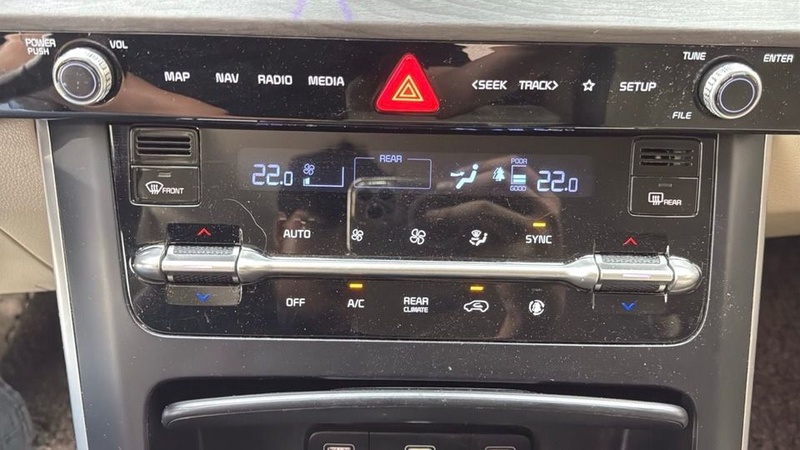 POWER PUSH VOL MAP NAV RADIO MEDIA <SEEK TRACK> ☆ SETUP TUNE FILE ENTER
FRONT 22.0 REAR POOR GOOD 22.0 REAR
AUTO SYNC
OFF A/C REAR CLIMATE